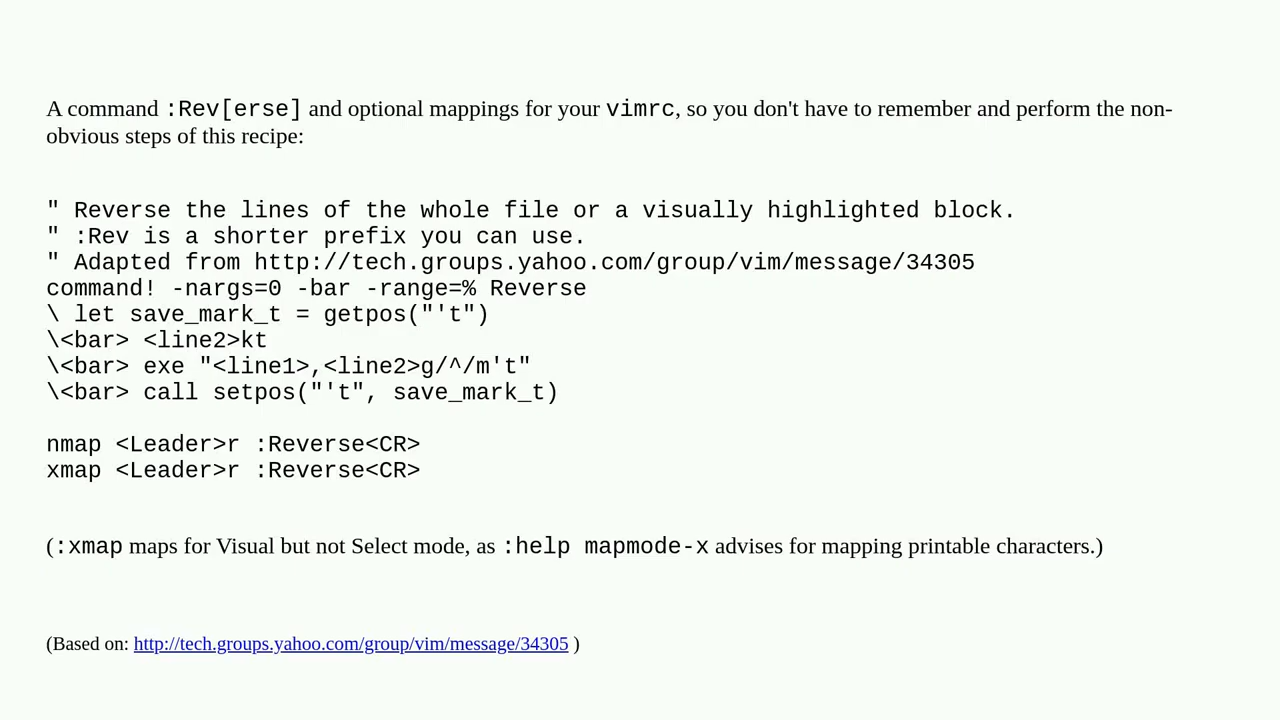 A command :Rev[erse] and optional mappings for your vimrc, so you don't have to remember and perform the non-
obvious steps of this recipe:
" Reverse the lines of the whole file or a visually highlighted block.
" :Rev is a shorter prefix you can use.
" Adapted from http://tech.groups.yahoo.com/group/vim/message/34305
command! -nargs=0 -bar -range=% Reverse
\ let save_mark_t = getpos("'t")
\<bar> <line2>kt
\<bar> exe "<line1>,<line2>g/^/m't"
\<bar> call setpos("'t", save_mark_t)
nmap <Leader>r :Reverse<CR>
xmap <Leader>r :Reverse<CR>
(:xmap maps for Visual but not Select mode, as :help mapmode-x advises for mapping printable characters.)
(Based on: http://tech.groups.yahoo.com/group/vim/message/34305 )